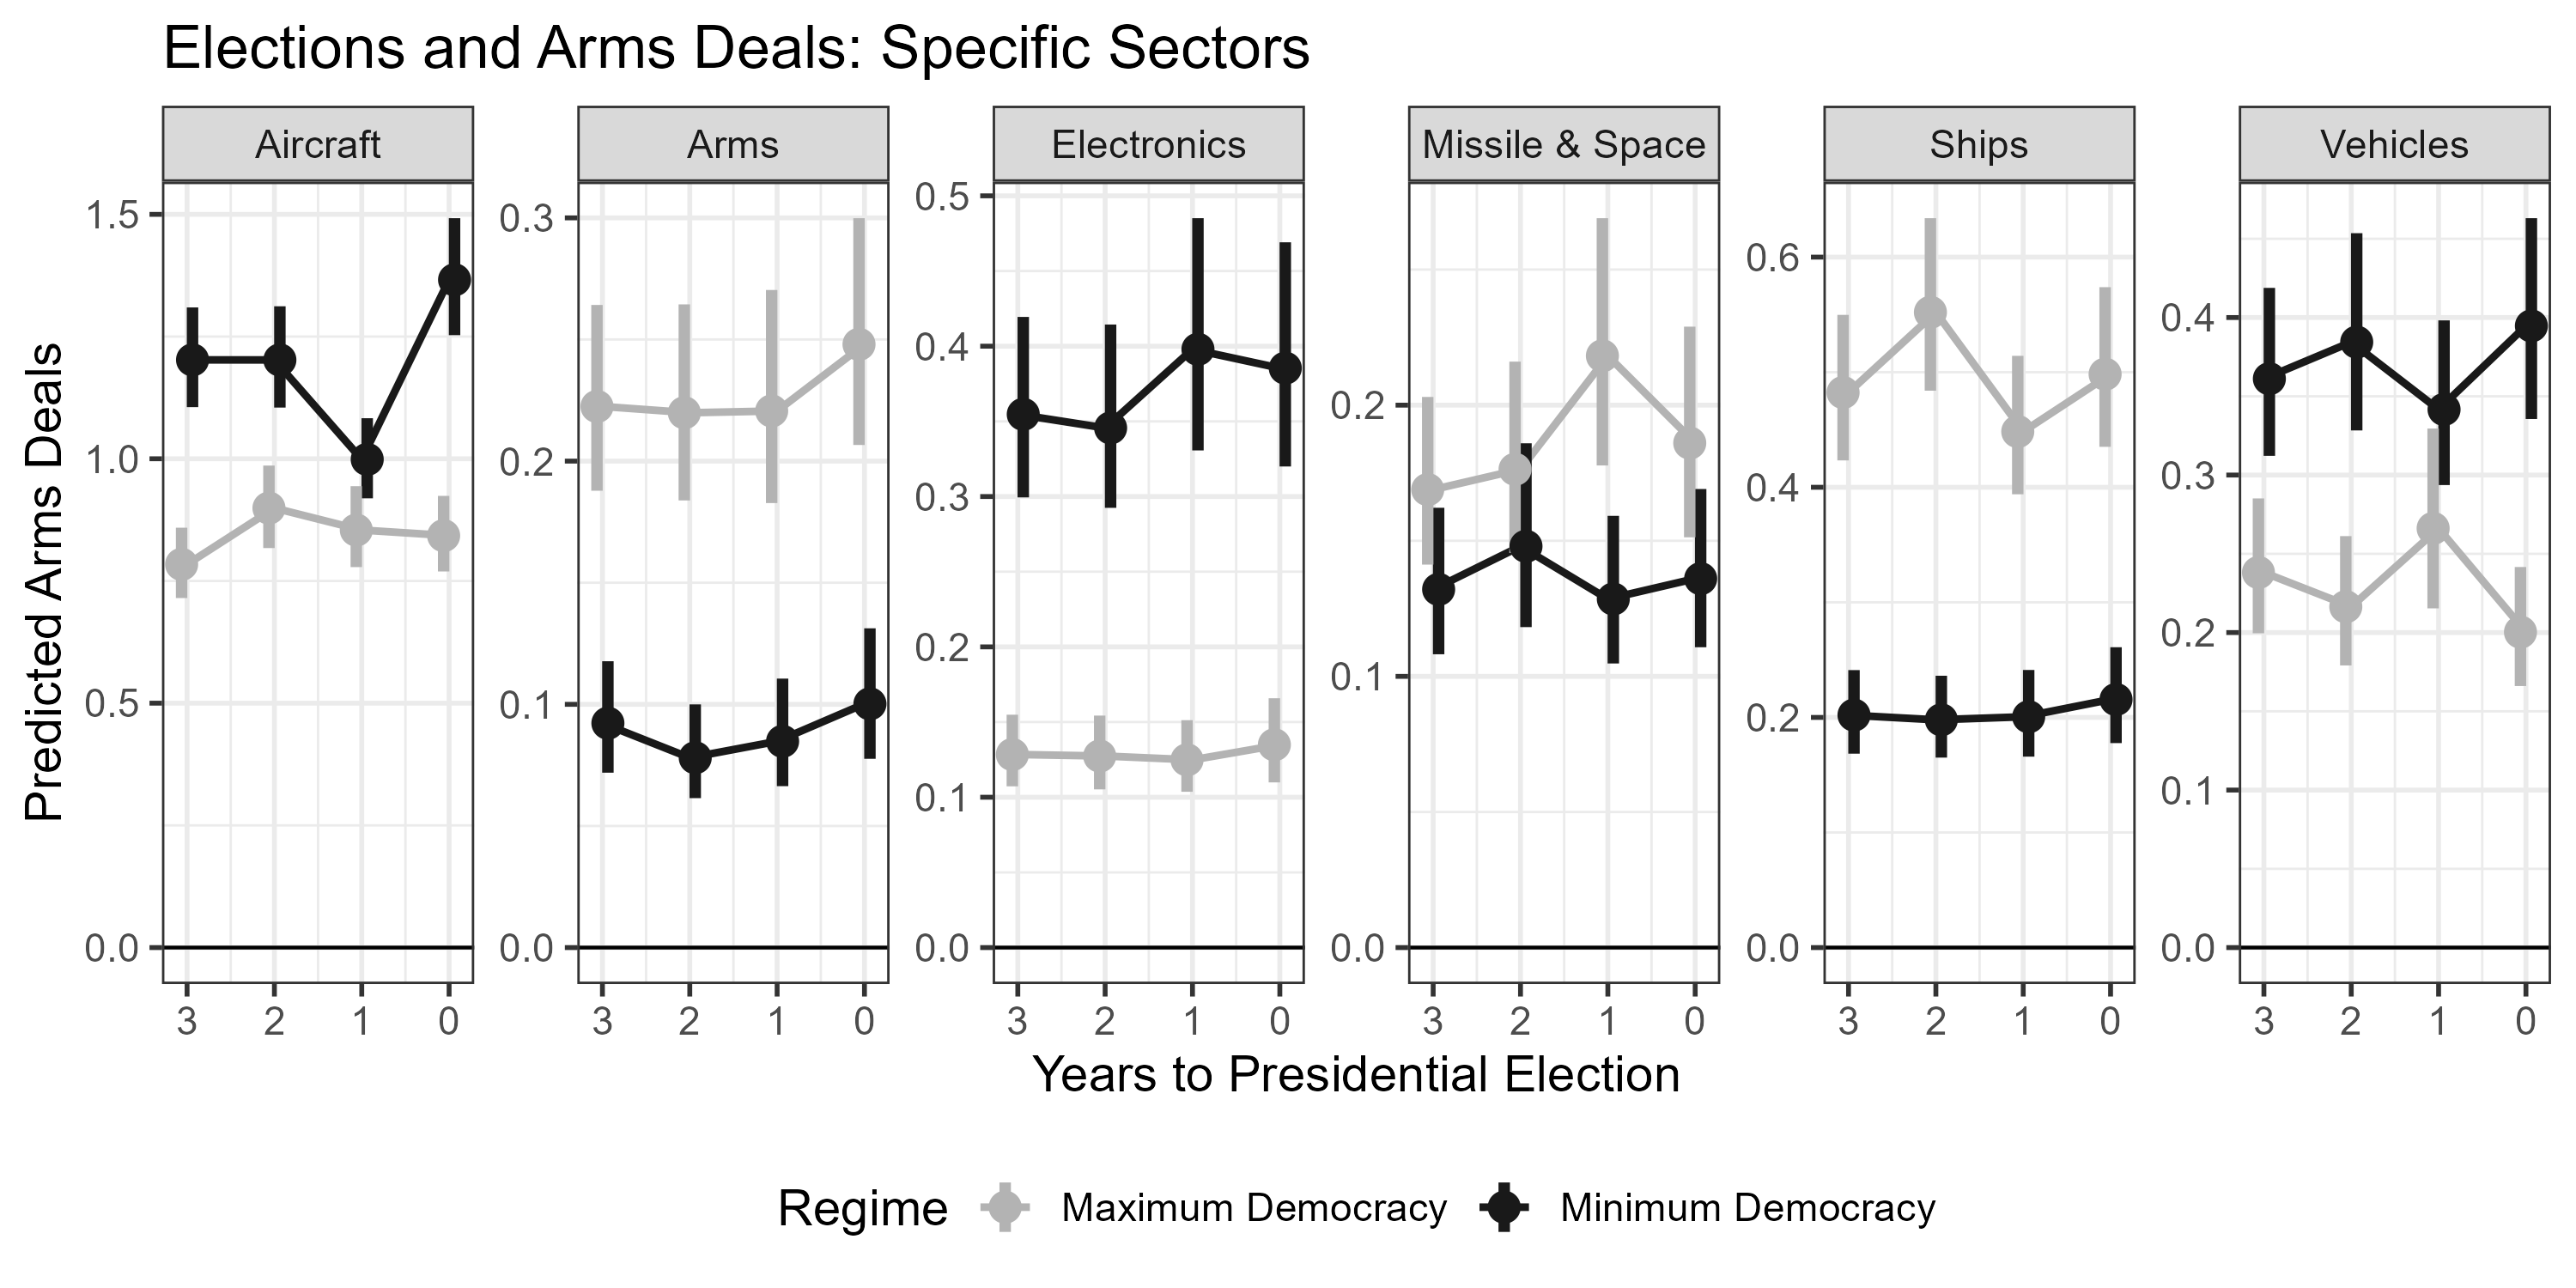 Elections and Arms Deals: Specific Sectors
Aircraft
Arms
Electronics
Missile & Space
Ships
Vehicles
Predicted Arms Deals
1.5
1.0
0.5
0.0
0.3
0.2
0.1
0.0
0.5
0.4
0.3
0.2
0.1
0.0
0.2
0.1
0.0
0.6
0.4
0.2
0.0
0.4
0.3
0.2
0.1
0.0
3 2 1 0
3 2 1 0
3 2 1 0
3 2 1 0
3 2 1 0
3 2 1 0
Years to Presidential Election
Regime Maximum Democracy Minimum Democracy